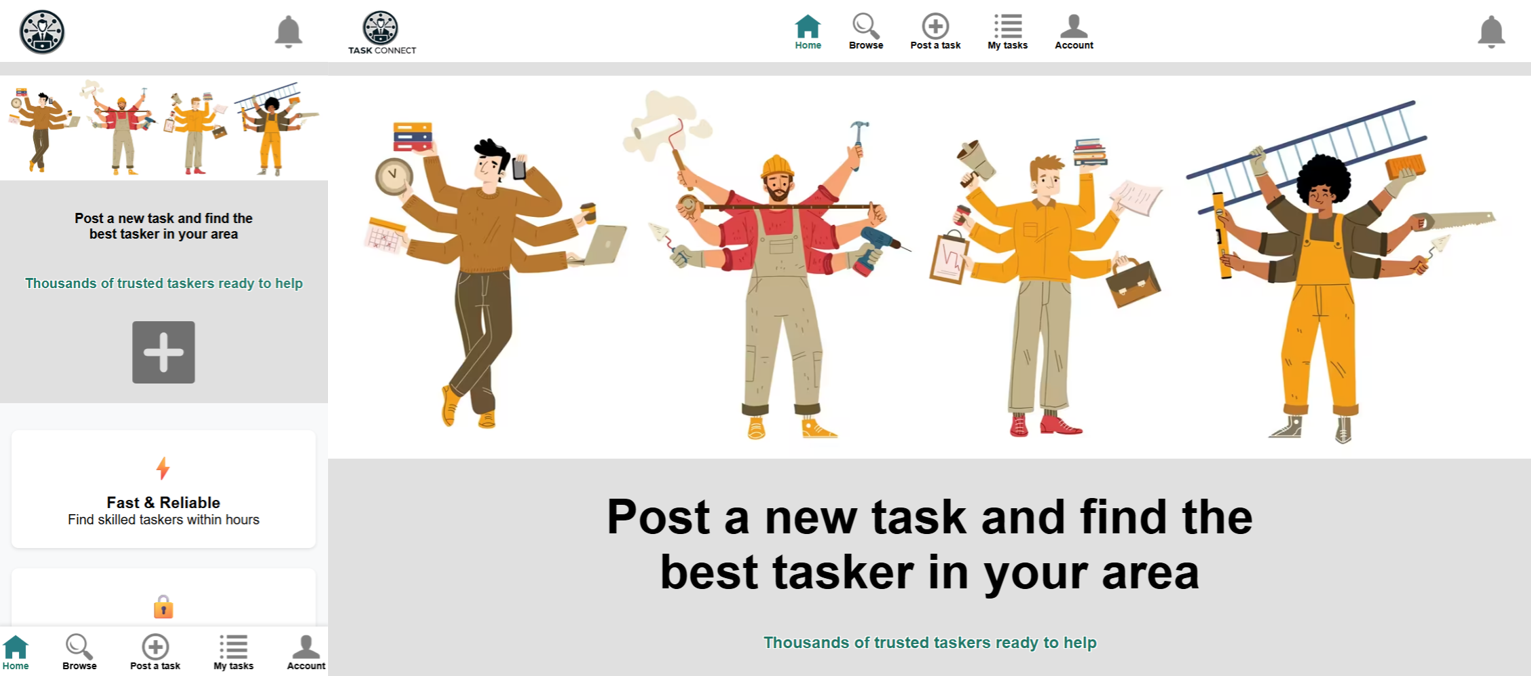 Post a new task and find the
best tasker in your area
Thousands of trusted taskers ready to help
Fast & Reliable
Find skilled taskers within hours
Home
Browse
Post a task
My tasks
Account
TASK CONNECT
Home
Browse
Post a task
My tasks
Account
Post a new task and find the
best tasker in your area
Thousands of trusted taskers ready to help